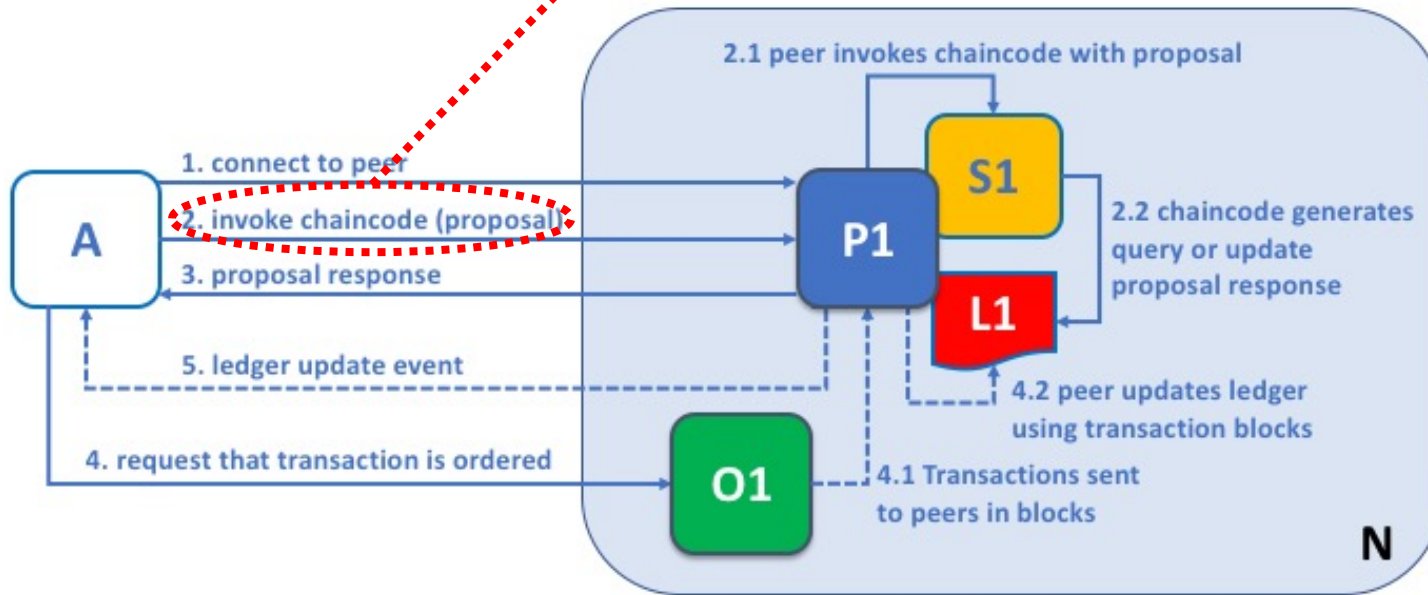 2.1 peer invokes chaincode with proposal
1. connect to peer
S1
A
2. invoke chaincode (proposal)
P1
2.2 chaincode generates
query or update
proposal response
3. proposal response
L1
5. ledger update event
4.2 peer updates ledger
using transaction blocks
4. request that transaction is ordered
O1
4.1 Transactions sent
to peers in blocks
N